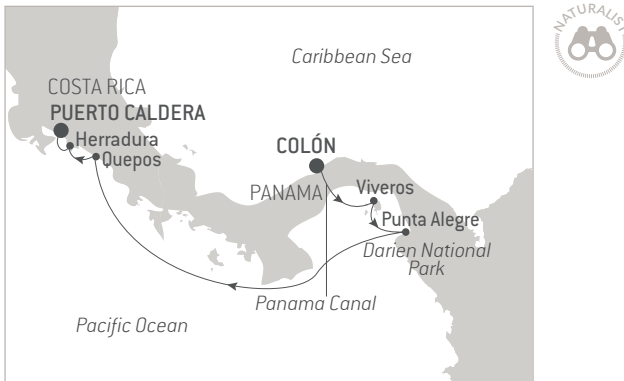 NATURALIST
Caribbean Sea
COSTA RICA
PUERTO CALDERA
Herradura
Quepos
COLÓN
PANAMA
Viveros
Punta Alegre
Darien National
Park
Panama Canal
Pacific Ocean